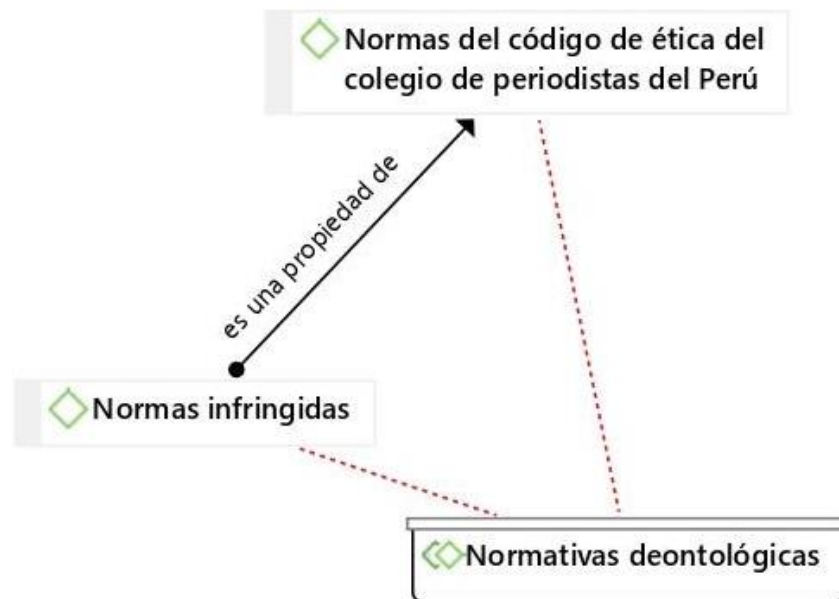 Normas del código de ética del
colegio de periodistas del Perú
es una propiedad de
Normas infringidas
Normativas deontológicas